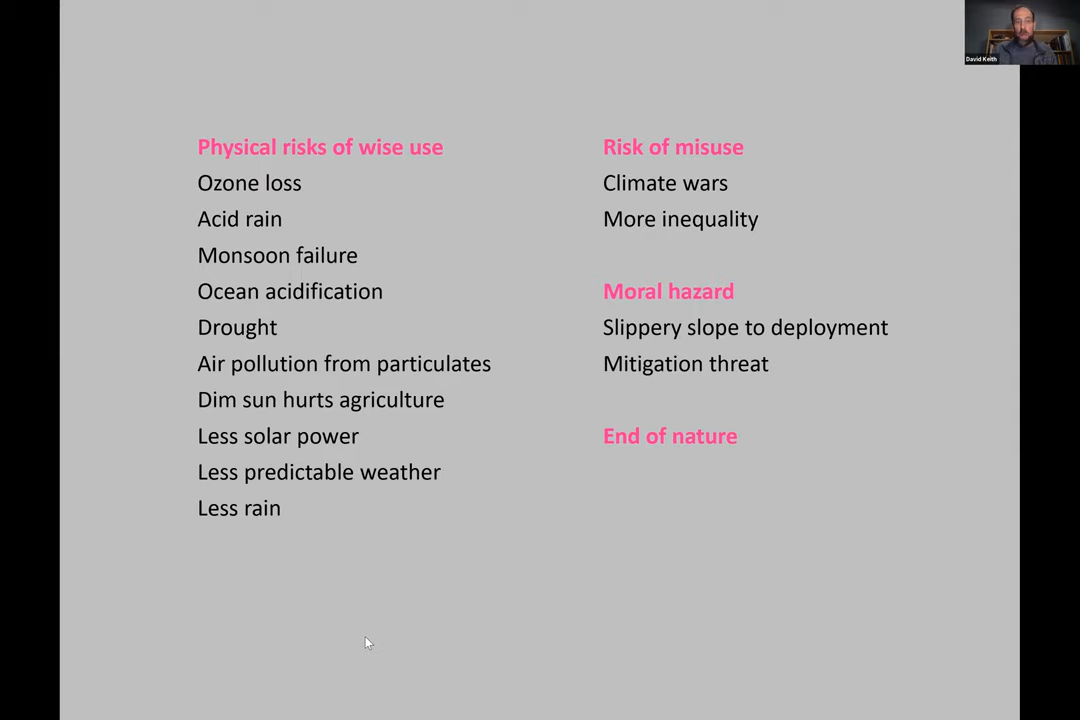 Physical risks of wise use
Ozone loss
Acid rain
Monsoon failure
Ocean acidification
Drought
Air pollution from particulates
Dim sun hurts agriculture
Less solar power
Less predictable weather
Less rain
Risk of misuse
Climate wars
More inequality
Moral hazard
Slippery slope to deployment
Mitigation threat
End of nature
David Keith